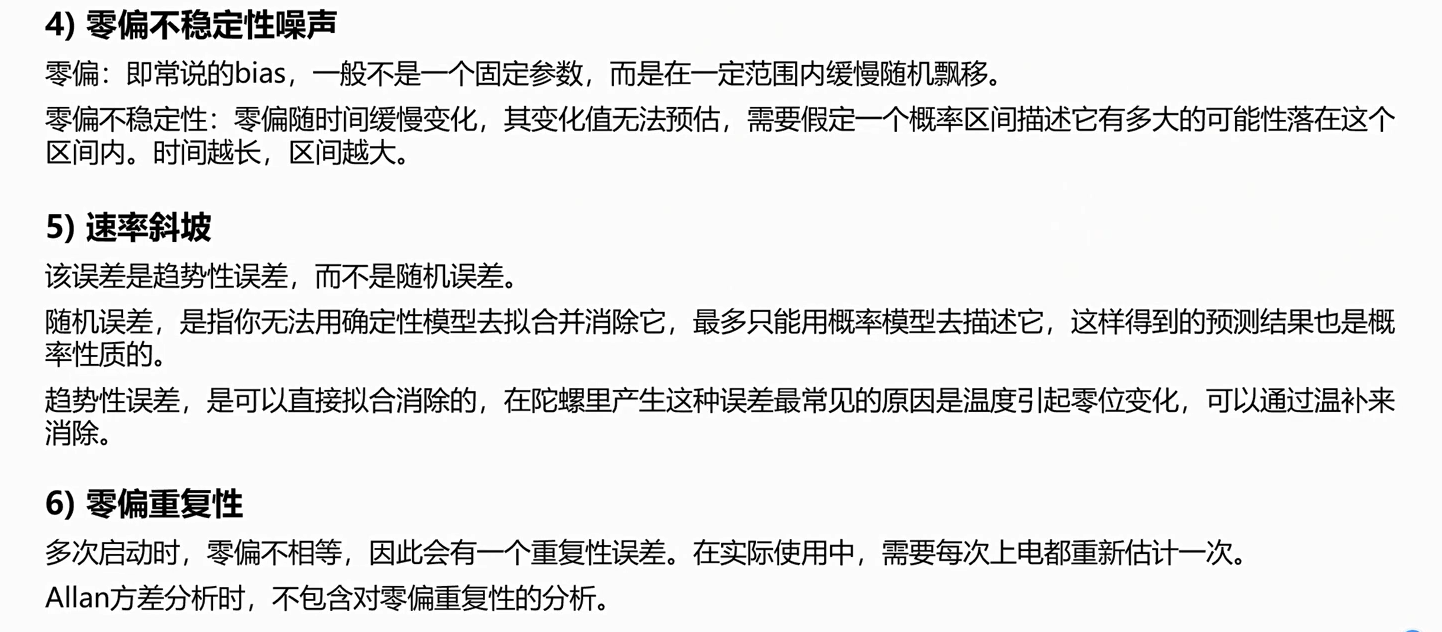 4) 零偏不稳定性噪声
零偏：即常说的bias，一般不是一个固定参数，而是在一定范围内缓慢随机飘移。
零偏不稳定性：零偏随时间缓慢变化，其变化值无法预估，需要假定一个概率区间描述它有多大的可能性落在这个
区间内。时间越长，区间越大。
5) 速率斜坡
该误差是趋势性误差，而不是随机误差。
随机误差，是指你无法用确定性模型去拟合并消除它，最多只能用概率模型去描述它，这样得到的预测结果也是概
率性质的。
趋势性误差，是可以直接拟合消除的，在陀螺里产生这种误差最常见的原因是温度引起零位变化，可以通过温补来
消除。
6) 零偏重复性
多次启动时，零偏不相等，因此会有一个重复性误差。在实际使用中，需要每次上电都重新估计一次。
Allan方差分析时，不包含对零偏重复性的分析。